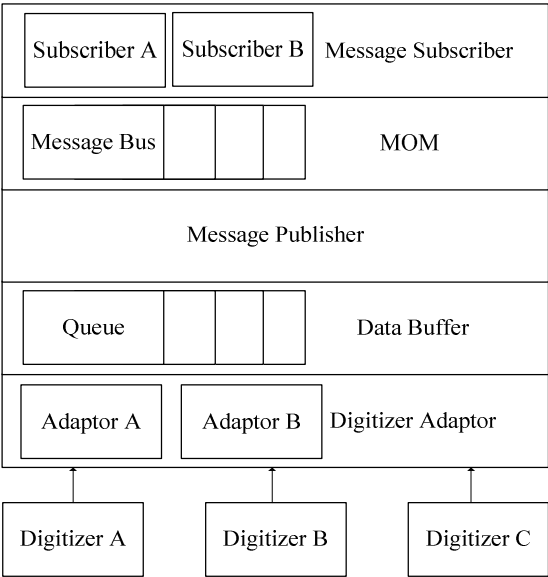 Subscriber A
Subscriber B
Message Subscriber
Message Bus
MOM
Message Publisher
Queue
Data Buffer
Adaptor A
Adaptor B
Digitizer Adaptor
Digitizer A
Digitizer B
Digitizer C